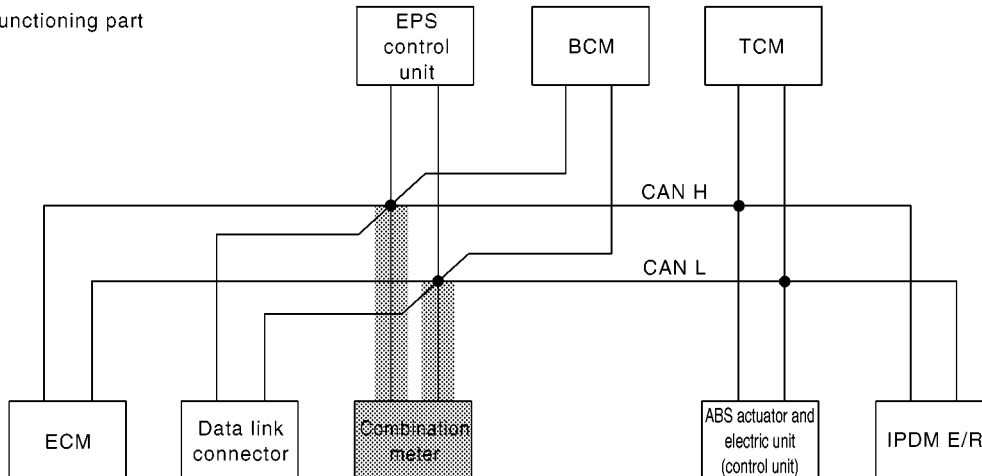 unctioning part
EPS
control
unit
BCM
TCM
CAN H
CAN L
ECM
Data link
connector
Combination
meter
ABS actuator and
electric unit
(control unit)
IPDM E/R